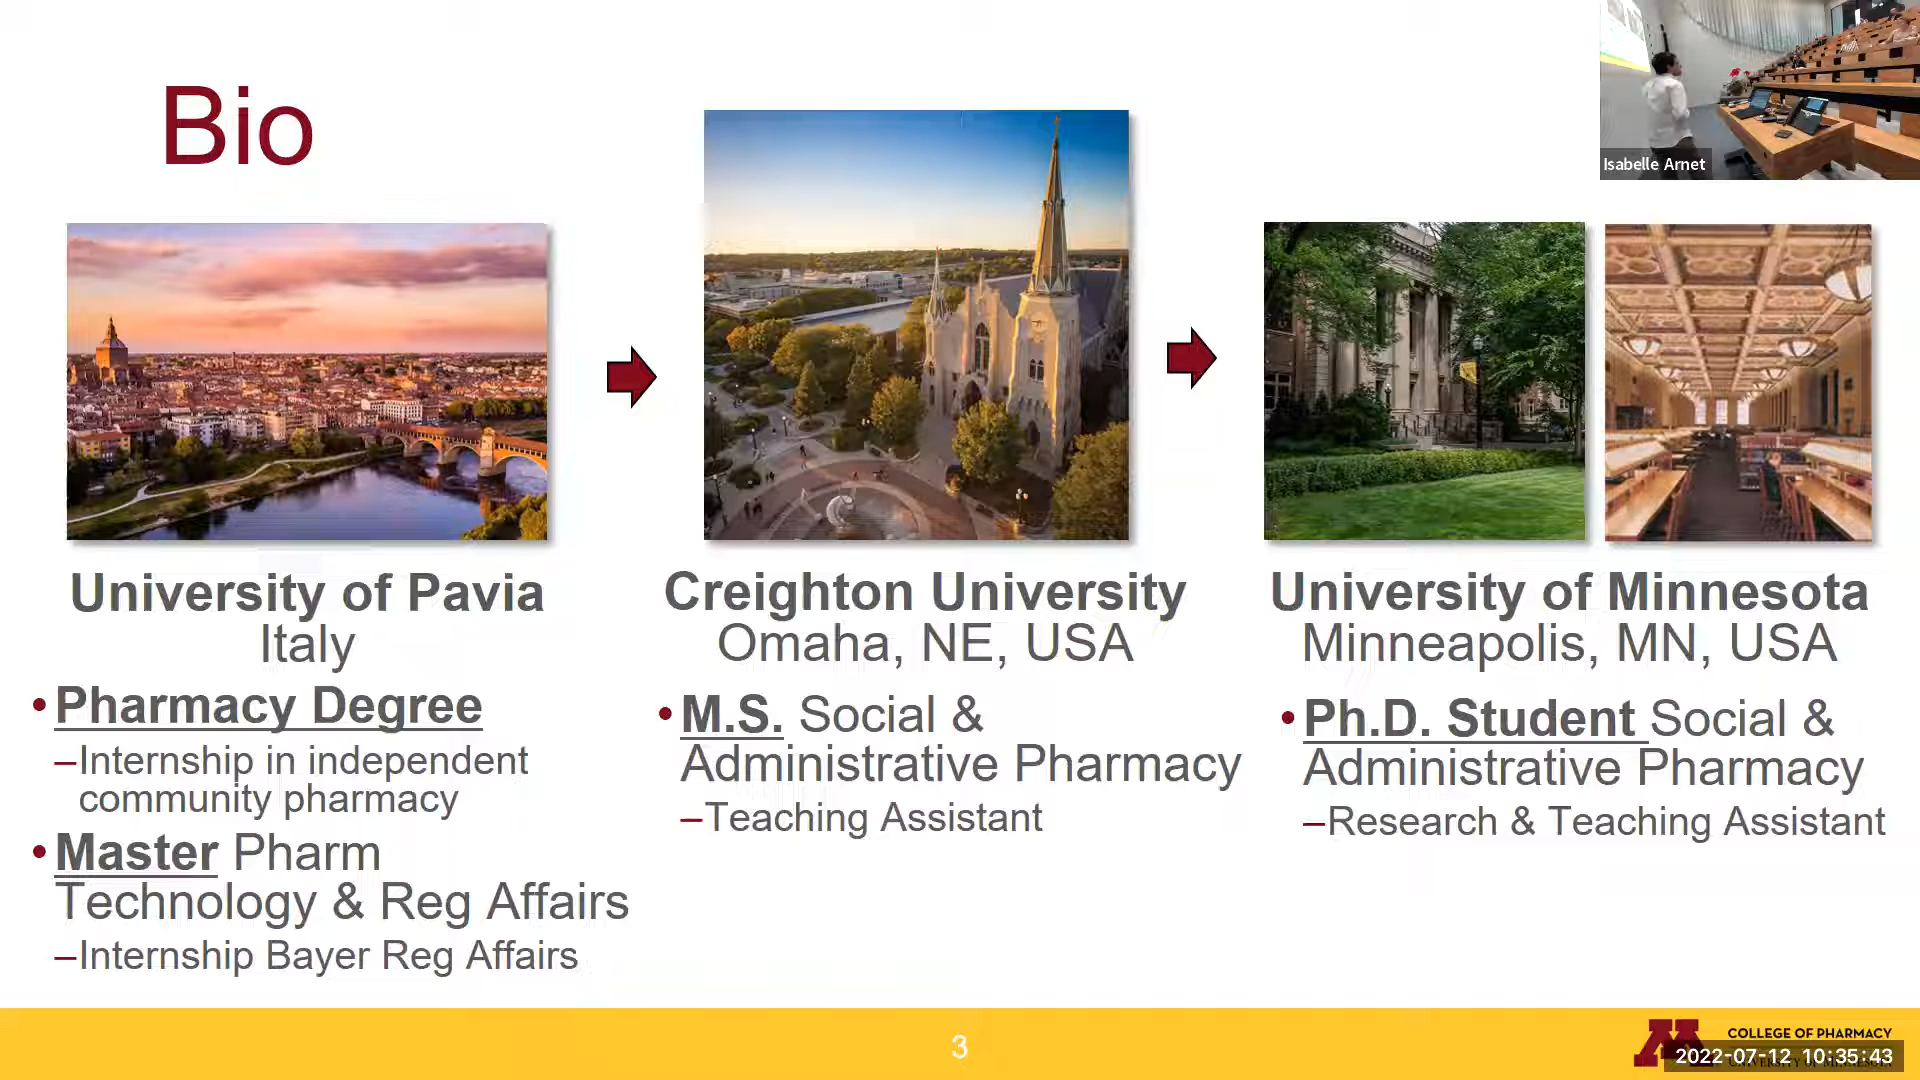 Bio
Isabelle Arnet
University of Pavia
Italy
•Pharmacy Degree
–Internship in independent
community pharmacy
•Master Pharm
Technology & Reg Affairs
–Internship Bayer Reg Affairs
Creighton University
Omaha, NE, USA
•M.S. Social &
Administrative Pharmacy
–Teaching Assistant
University of Minnesota
Minneapolis, MN, USA
•Ph.D. Student Social &
Administrative Pharmacy
–Research & Teaching Assistant
3
M
COLLEGE OF PHARMACY
2022-07-12 10:35:43